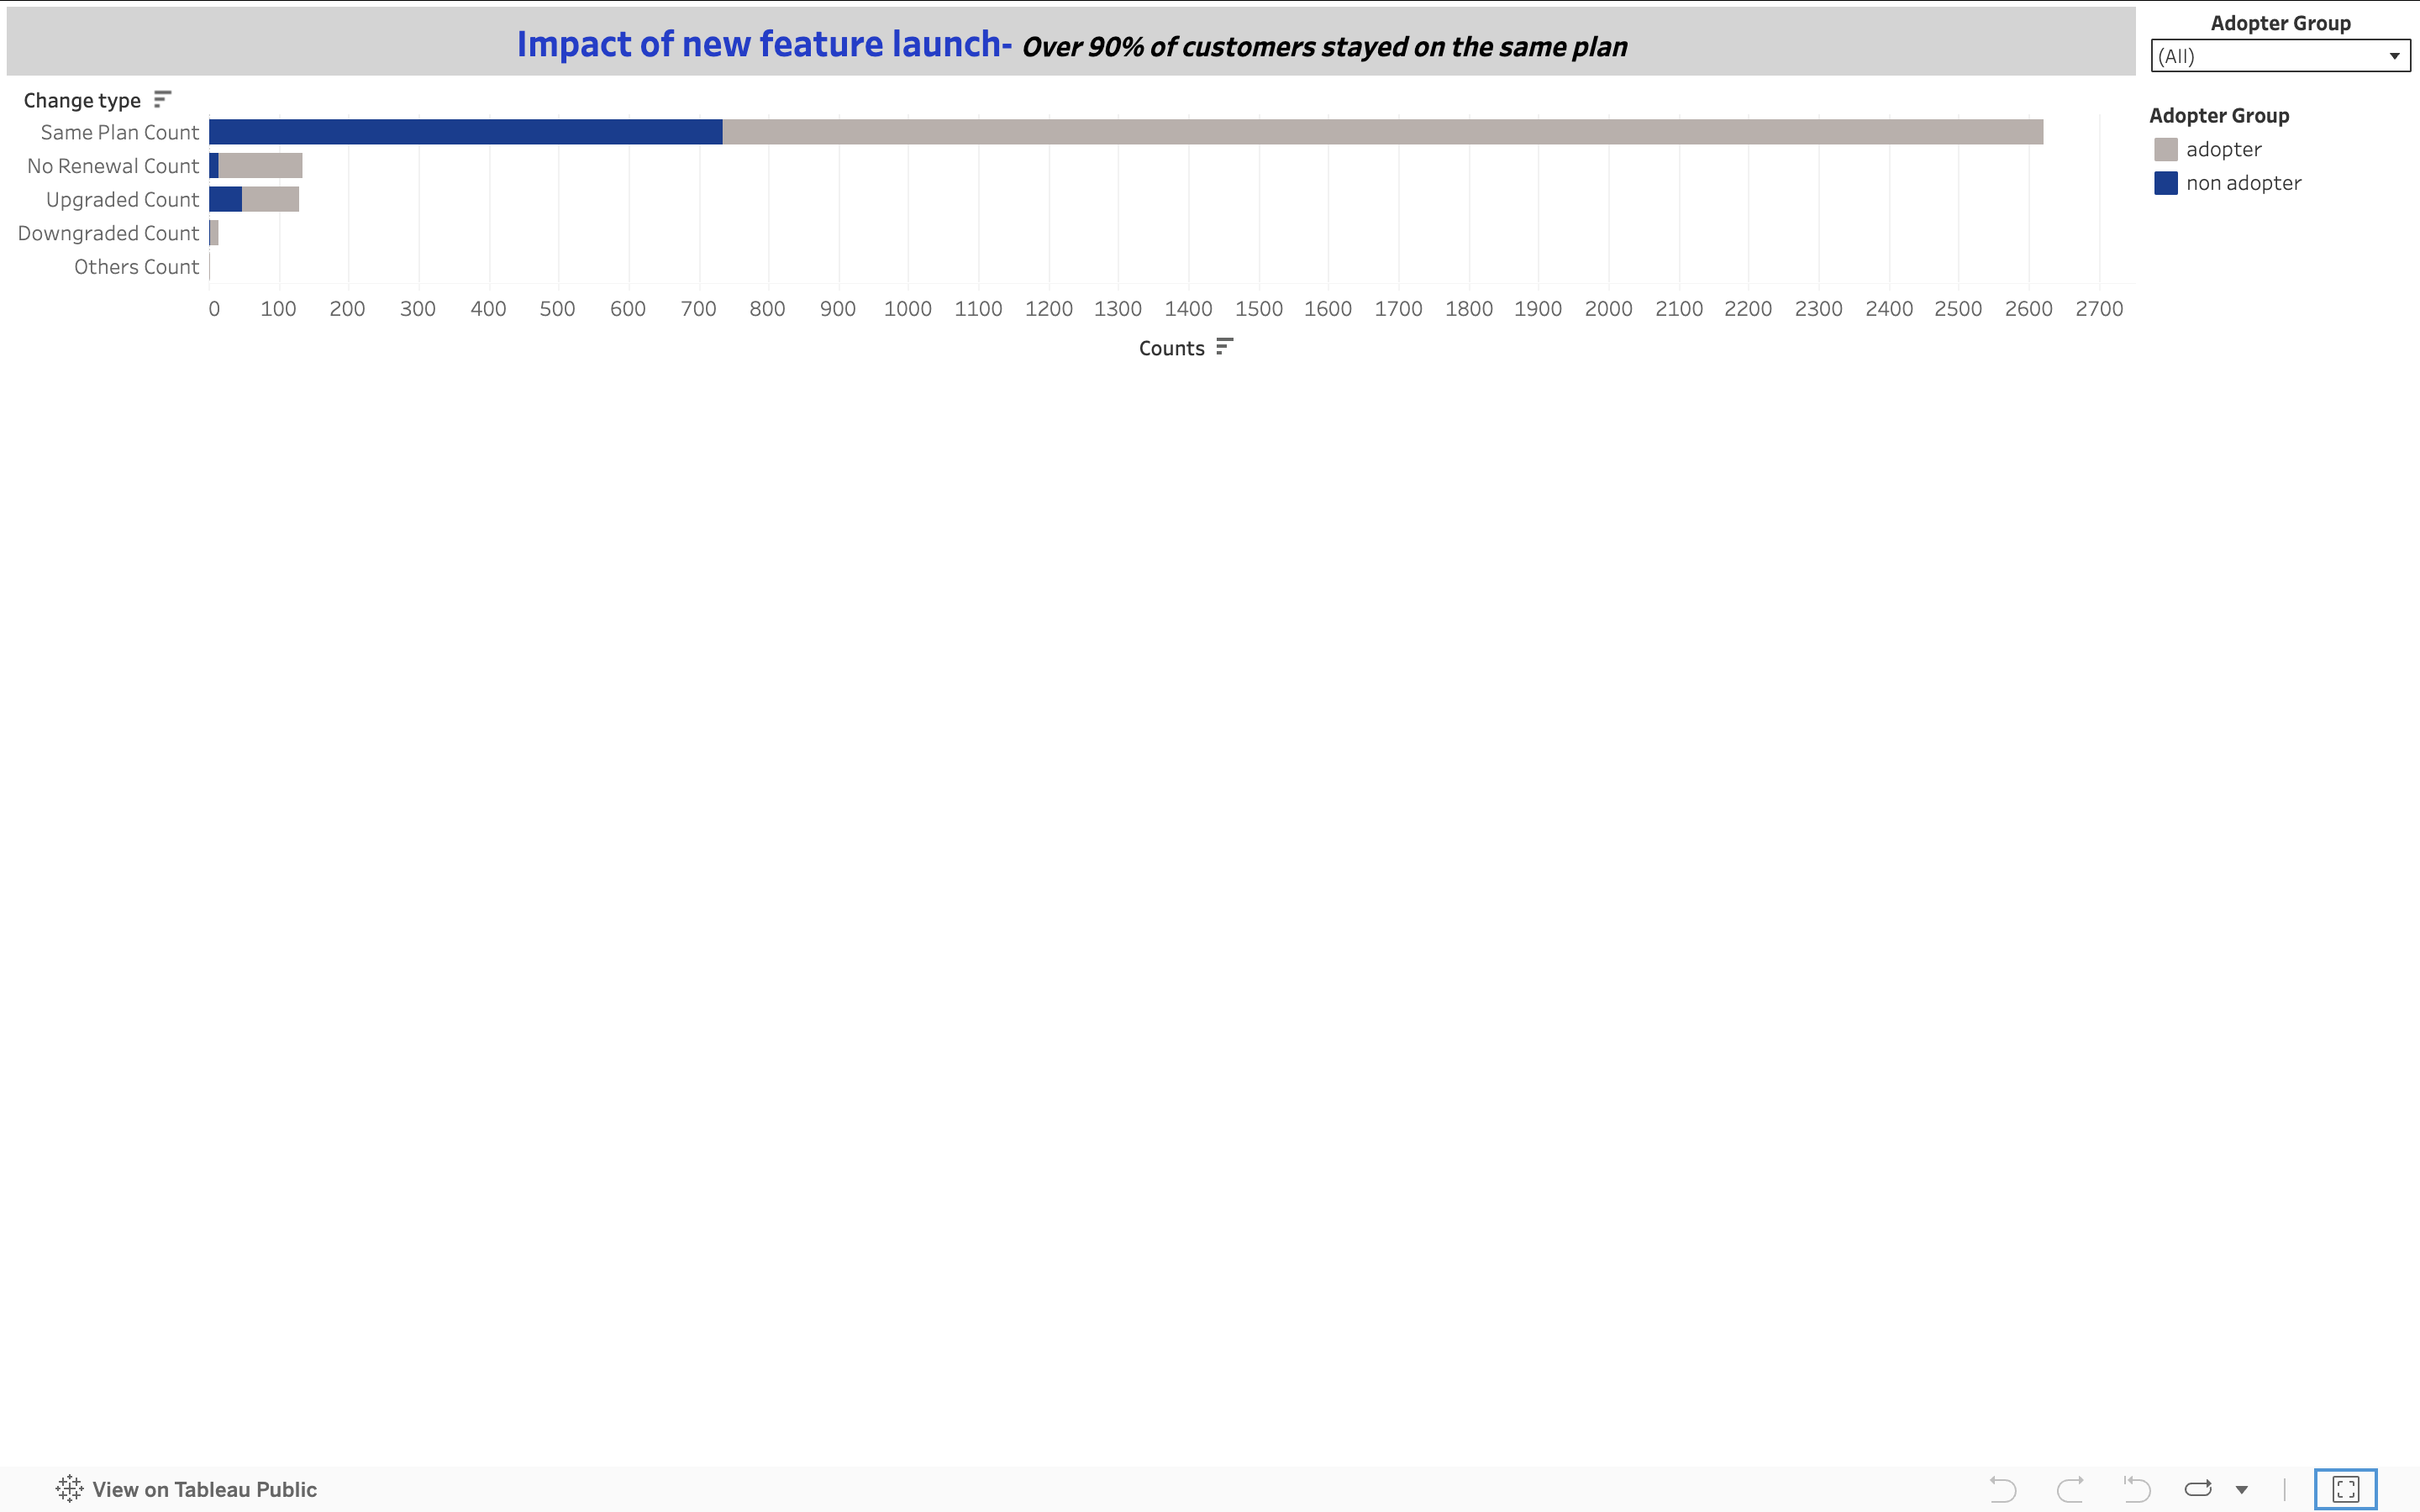 Impact of new feature launch- Over 90% of customers stayed on the same plan
Adopter Group
(All)
Change type
Same Plan Count
No Renewal Count
Upgraded Count
Downgraded Count
Others Count
0 100 200 300 400 500 600 700 800 900 1000 1100 1200 1300 1400 1500 1600 1700 1800 1900 2000 2100 2200 2300 2400 2500 2600 2700
Counts
Adopter Group
adopter
non adopter
View on Tableau Public